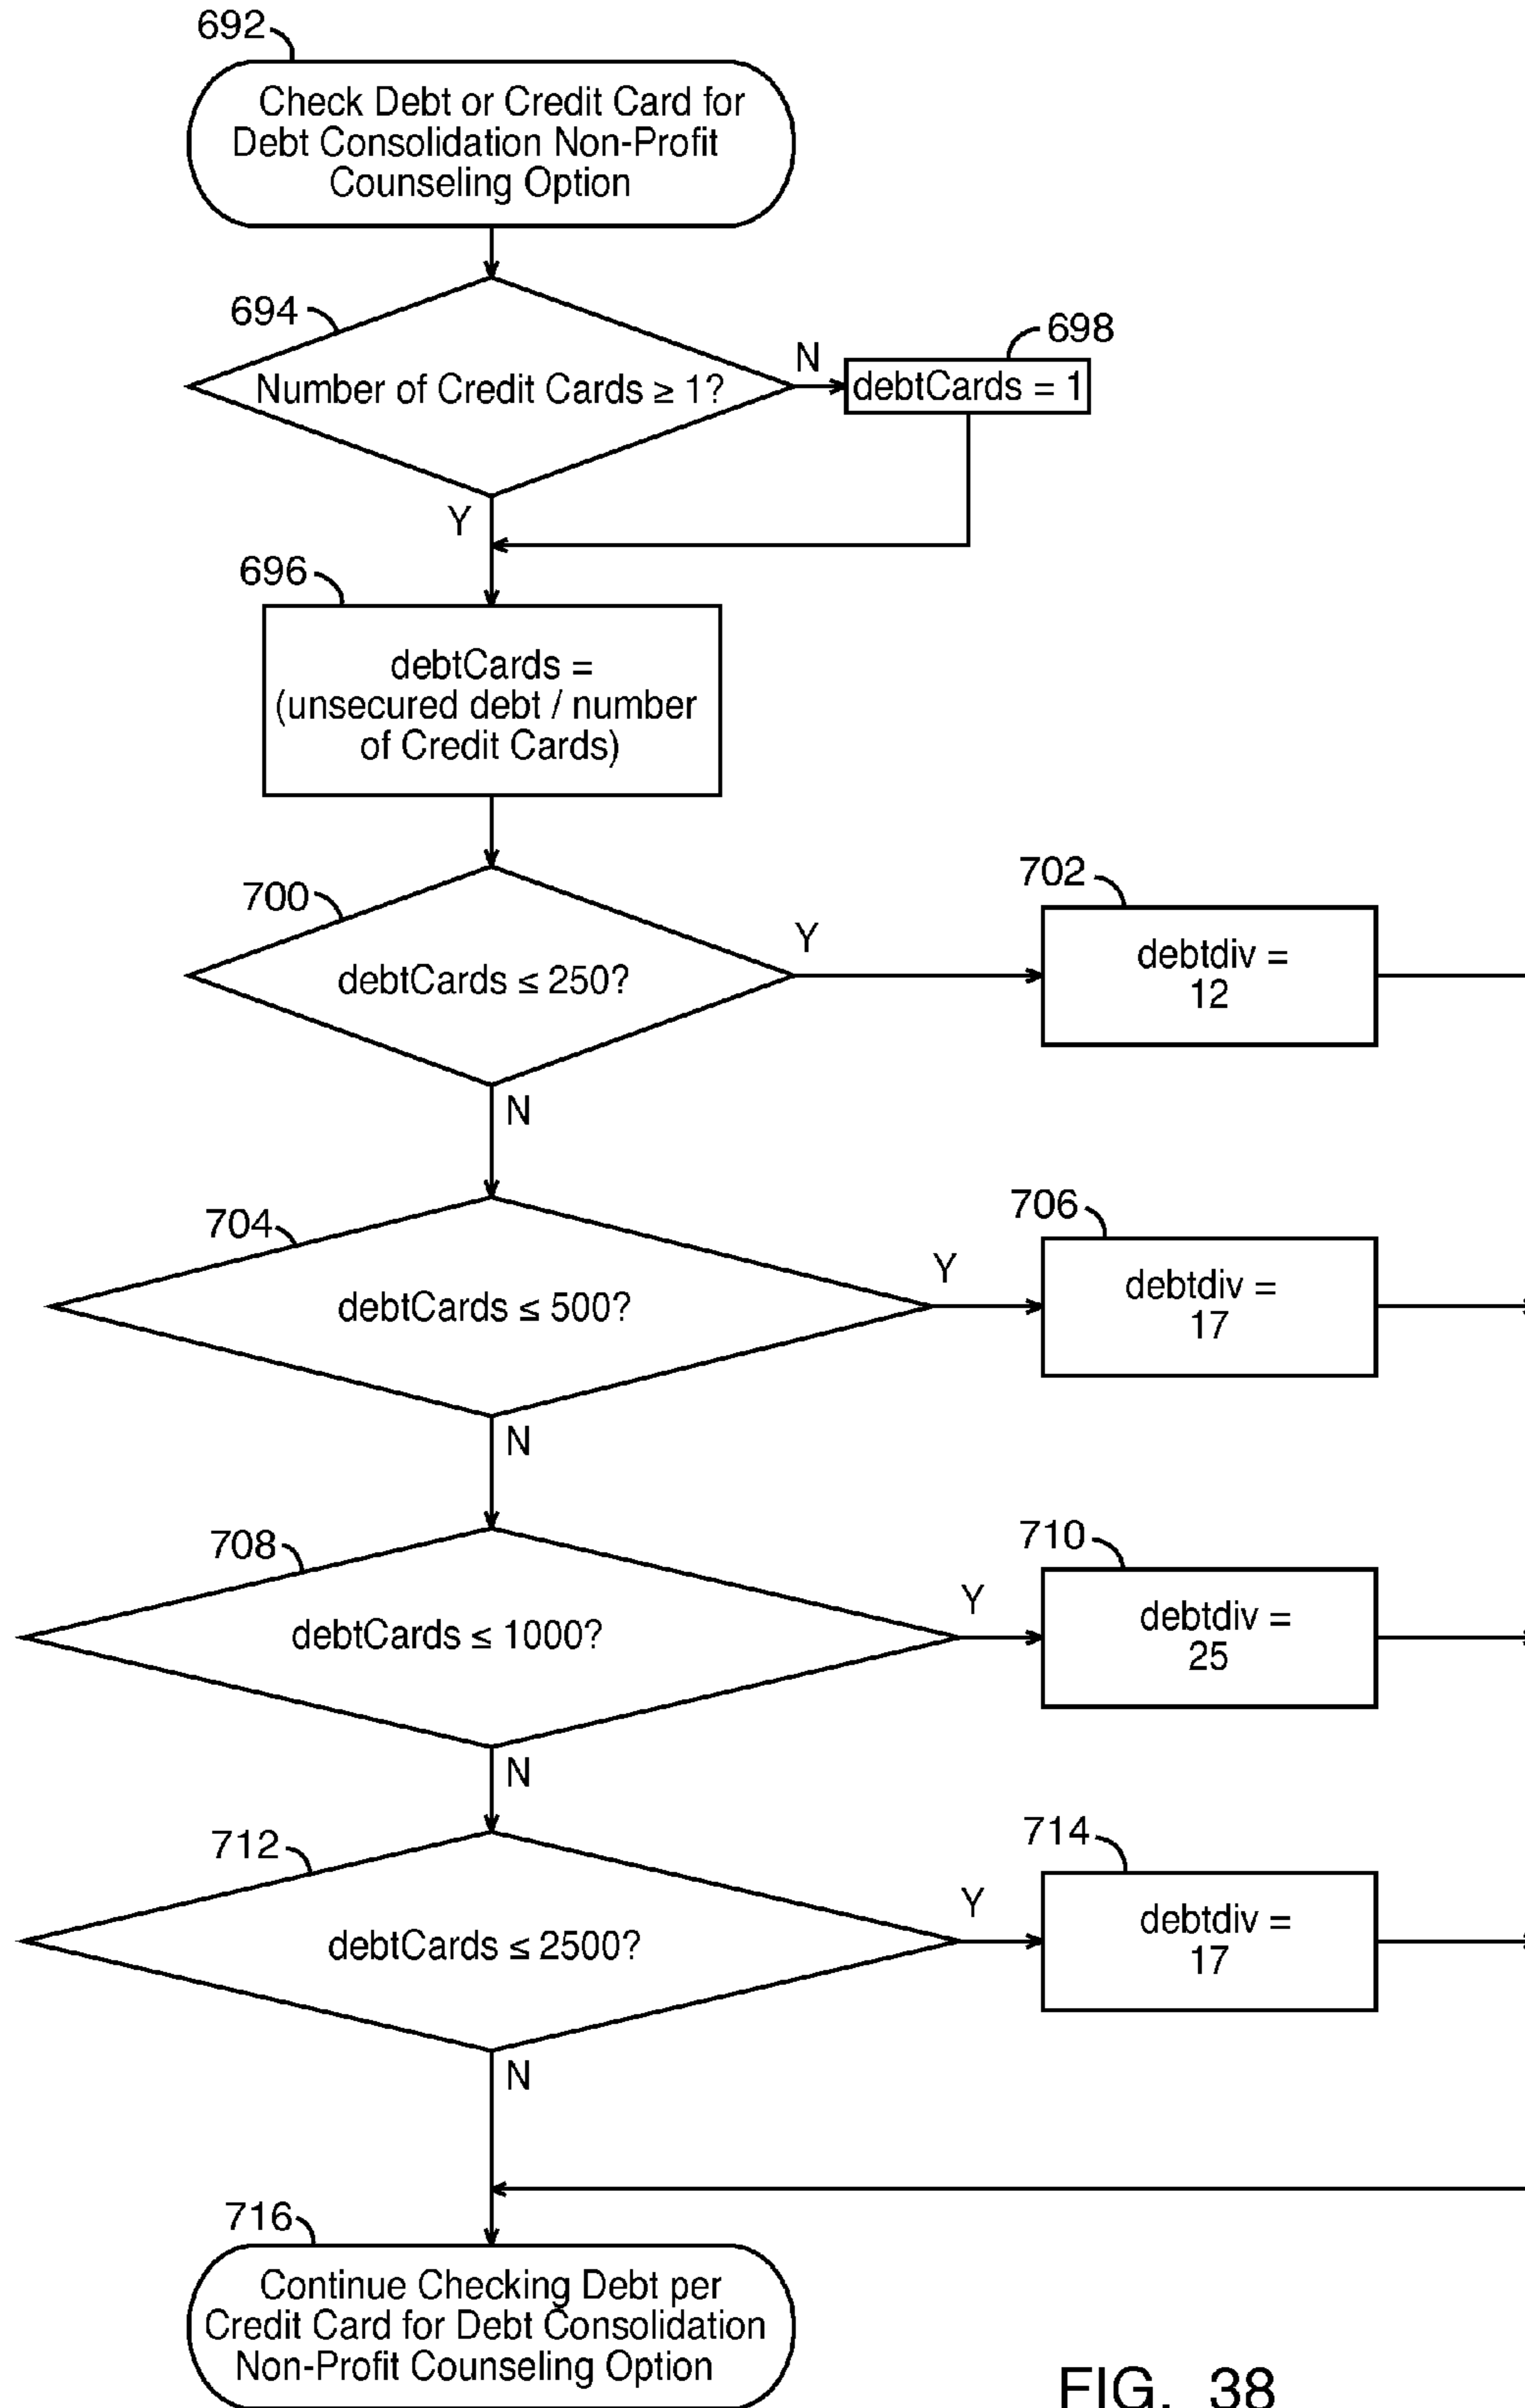 692
Check Debt or Credit Card for
Debt Consolidation Non-Profit
Counseling Option
694
Number of Credit Cards ≥ 1?
N
698
debtCards = 1
Y
696
debtCards =
(unsecured debt / number
of Credit Cards)
700
debtCards ≤ 250?
Y
702
debtdiv =
12
N
704
debtCards ≤ 500?
Y
706
debtdiv =
17
N
708
debtCards ≤ 1000?
Y
710
debtdiv =
25
N
712
debtCards ≤ 2500?
Y
714
debtdiv =
17
N
716
Continue Checking Debt per
Credit Card for Debt Consolidation
Non-Profit Counseling Option
FIG. 38